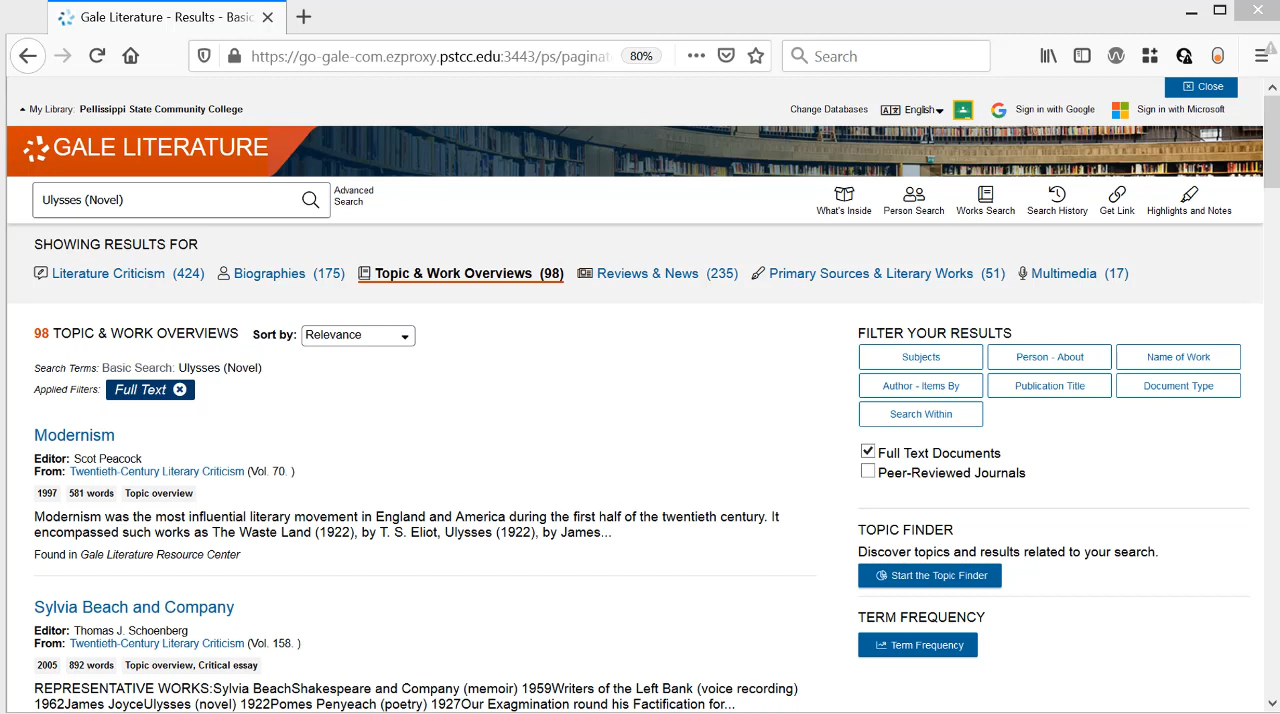 Gale Literature - Results - Basic
https://go-gale-com.ezproxy.pstcc.edu:3443/ps/paginat 80% Search
Close
My Library: Pellissippi State Community College Change Databases English Sign in with Google Sign in with Microsoft
GALE LITERATURE
Ulysses (Novel) Advanced Search What's Inside Person Search Works Search Search History Get Link Highlights and Notes
SHOWING RESULTS FOR
Literature Criticism (424) Biographies (175) Topic & Work Overviews (98) Reviews & News (235) Primary Sources & Literary Works (51) Multimedia (17)
98 TOPIC & WORK OVERVIEWS Sort by: Relevance
Search Terms: Basic Search: Ulysses (Novel)
Applied Filters: Full Text
Modernism
Editor: Scot Peacock
From: Twentieth-Century Literary Criticism (Vol. 70. )
1997 581 words Topic overview
Modernism was the most influential literary movement in England and America during the first half of the twentieth century. It
encompassed such works as The Waste Land (1922), by T. S. Eliot, Ulysses (1922), by James...
Found in Gale Literature Resource Center
Sylvia Beach and Company
Editor: Thomas J. Schoenberg
From: Twentieth-Century Literary Criticism (Vol. 158. )
2005 892 words Topic overview, Critical essay
REPRESENTATIVE WORKS:Sylvia BeachShakespeare and Company (memoir) 1959Writers of the Left Bank (voice recording)
1962James JoyceUlysses (novel) 1922Pomes Penyeach (poetry) 1927Our Exagmination round his Factification for...
FILTER YOUR RESULTS
Subjects Person - About Name of Work
Author - Items By Publication Title Document Type
Search Within
Full Text Documents
Peer-Reviewed Journals
TOPIC FINDER
Discover topics and results related to your search.
Start the Topic Finder
TERM FREQUENCY
Term Frequency